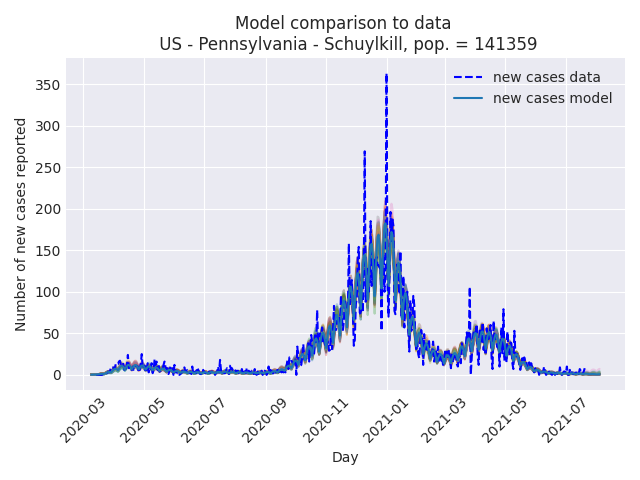 Model comparison to data
US - Pennsylvania - Schuylkill, pop. = 141359
new cases data
new cases model
Number of new cases reported
350
300
250
200
150
100
50
0
2020-03
2020-05
2020-07
2020-09
2020-11
2021-01
2021-03
2021-05
2021-07
Day